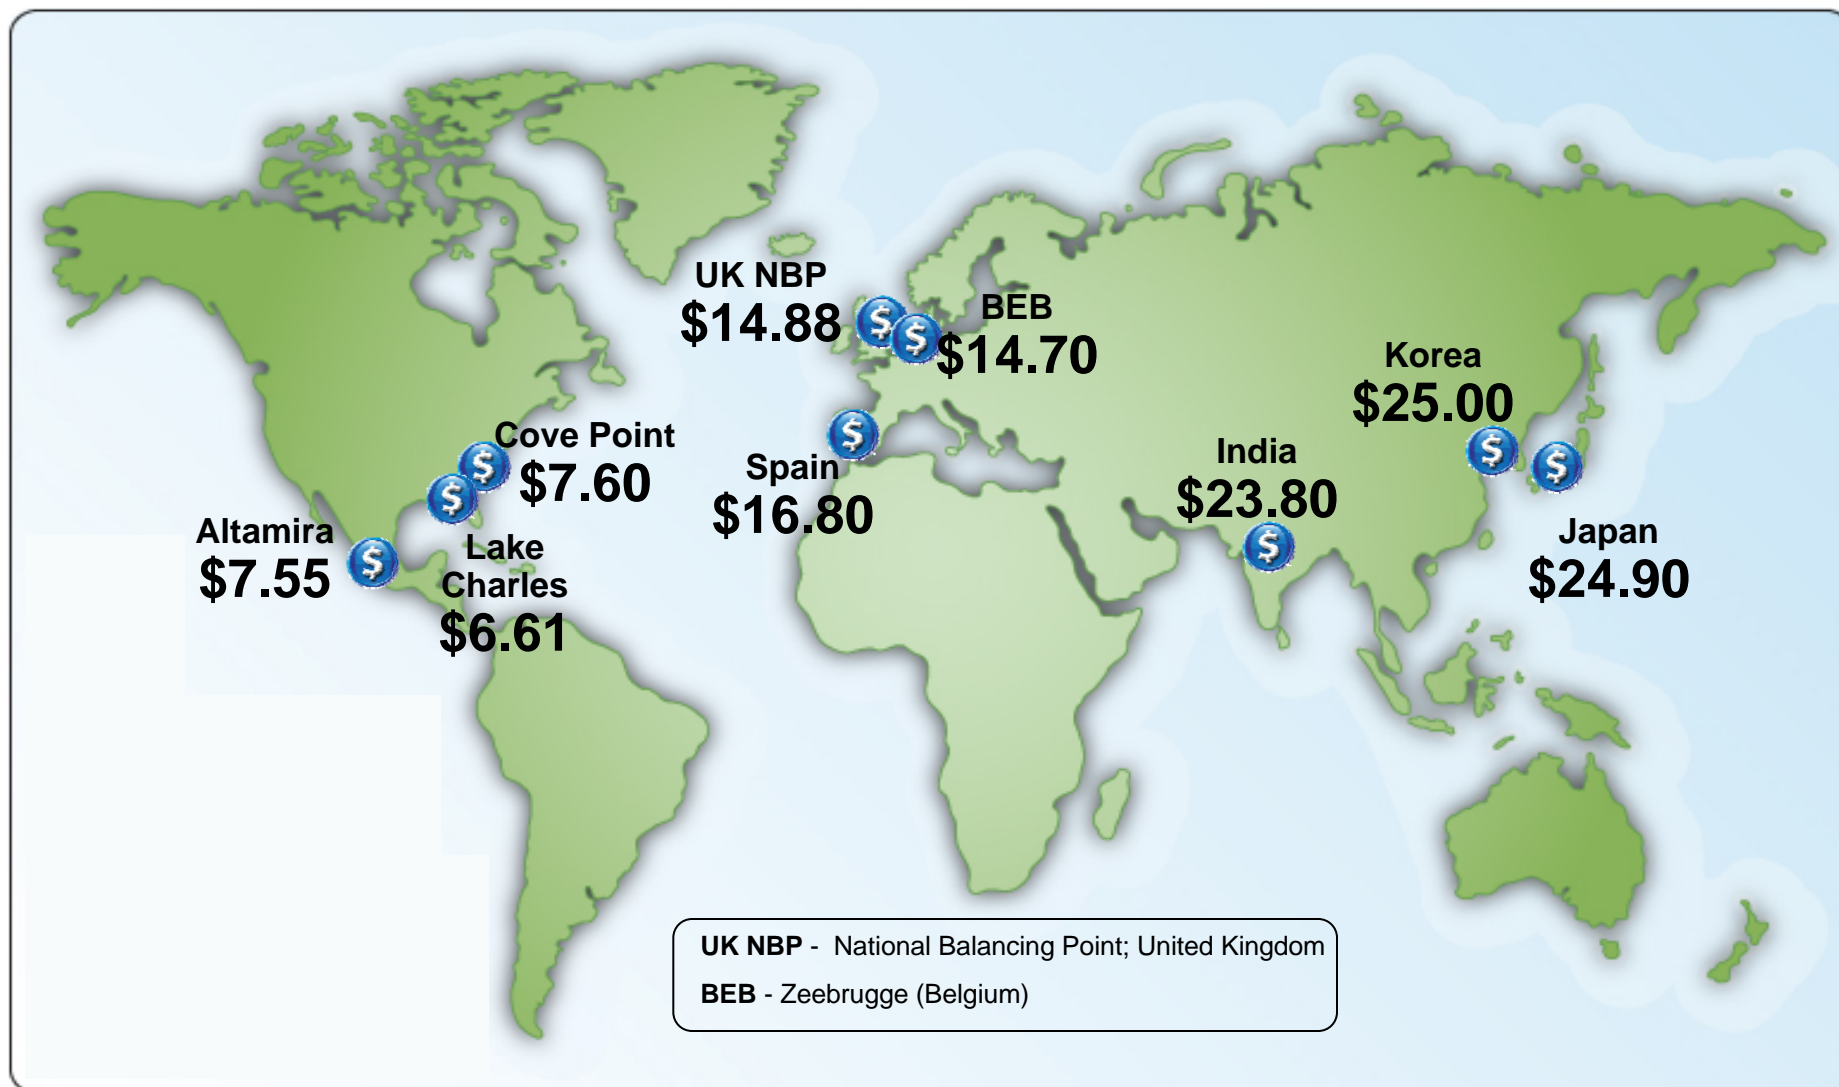 UK NBP
$14.88
BEB
$14.70
Korea
$25.00
Cove Point
$7.60
Spain
$16.80
India
$23.80
Altamira
$7.55
Lake
Charles
$6.61
Japan
$24.90
UK NBP - National Balancing Point; United Kingdom
BEB - Zeebrugge (Belgium)